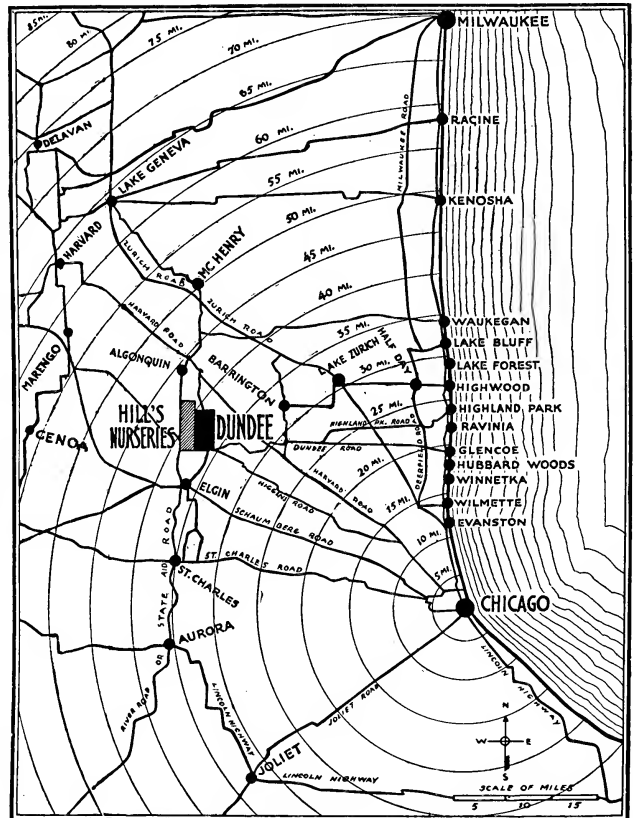 85 MI.
80 MI.
75 MI.
70 MI.
65 MI.
60 MI.
55 MI.
50 MI.
45 MI.
40 MI.
35 MI.
30 MI.
25 MI.
20 MI.
15 MI.
10 MI.
5 MI.
MILWAUKEE
MILWAUKEE ROAD
RACINE
DELAVAN
LAKE GENEVA
KENOSHA
HARVARD
ZURICH ROAD
MCHENRY
ZURICH ROAD
HARVARD ROAD
WAUKEGAN
LAKE BLUFF
LAKE FOREST
HIGHWOOD
HIGHLAND PARK
RAVINIA
GLENCOE
HUBBARD WOODS
WINNETKA
WILMETTE
EVANSTON
MARENGO
ALGONQUIN
BARRINGTON
LAKE ZURICH
HALF DAY
HILL'S
NURSERIES
DUNDEE
GENOA
HIGHLAND PK. ROAD
DUNDEE ROAD
DEERFIELD RD
ELGIN
HIGGINS ROAD
HARVARD ROAD
SCHAUMBERG ROAD
ST. CHARLES ROAD
ST. CHARLES
CHICAGO
STATE AID ROAD
OR
RIVER ROAD
AURORA
LINCOLN HIGHWAY
JOLIET ROAD
LINCOLN HIGHWAY
JOLIET
LINCOLN HIGHWAY
N
W E
S
SCALE OF MILES
5 10 15